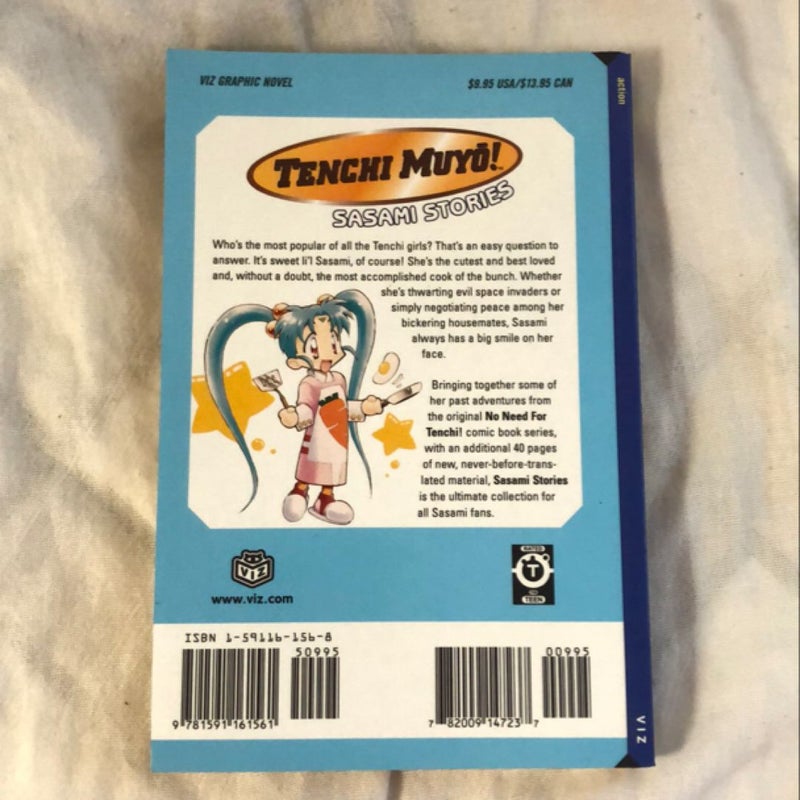 VIZ GRAPHIC NOVEL
$9.95 USA/$13.95 CAN
action
TENCHI MUYŌ!
SASAMI STORIES
Who's the most popular of all the Tenchi girls? That's an easy question to
answer. It's sweet li'l Sasami, of course! She's the cutest and best loved
and, without a doubt, the most accomplished cook of the bunch. Whether
she's thwarting evil space invaders or
simply negotiating peace among her
bickering housemates, Sasami
always has a big smile on her
face.
Bringing together some of
her past adventures from
the original No Need For
Tenchi! comic book series,
with an additional 40 pages
of new, never-before-trans-
lated material, Sasami Stories
is the ultimate collection for
all Sasami fans.
VIZ
www.viz.com
RATED
T
TEEN
ISBN 1-59116-156-8
50995
9 781591 161561
00995
7 82009 14723 7
VIZ